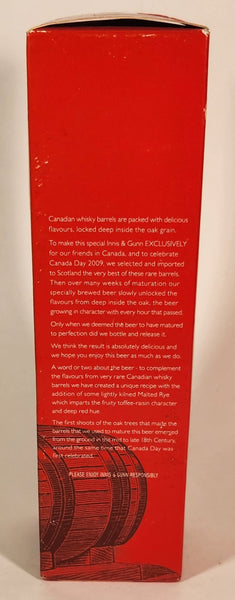 Canadian whisky barrels are packed with delicious
flavours, locked deep inside the oak grain.
To make this special Innis & Gunn EXCLUSIVELY
for our friends in Canada, and to celebrate
Canada Day 2009, we selected and imported
to Scotland the very best of these rare barrels.
Then over many weeks of maturation our
specially brewed beer slowly unlocked the
flavours from deep inside the oak, the beer
growing in character with every hour that passed.
Only when we deemed the beer to have matured
to perfection did we bottle and release it.
We think the result is absolutely delicious and
we hope you enjoy this beer as much as we do.
A word or two about the beer - to complement
the flavours from very rare Canadian whisky
barrels we have created a unique recipe with the
addition of some lightly kilned Malted Rye
which imparts the fruity toffee-raisin character
and deep red hue.
The first shoots of the oak trees that made the
barrels that we used to mature this beer emerged
from the ground in the mid to late 18th Century,
around the same time that Canada Day was
first celebrated.
PLEASE ENJOY INNIS & GUNN RESPONSIBLY